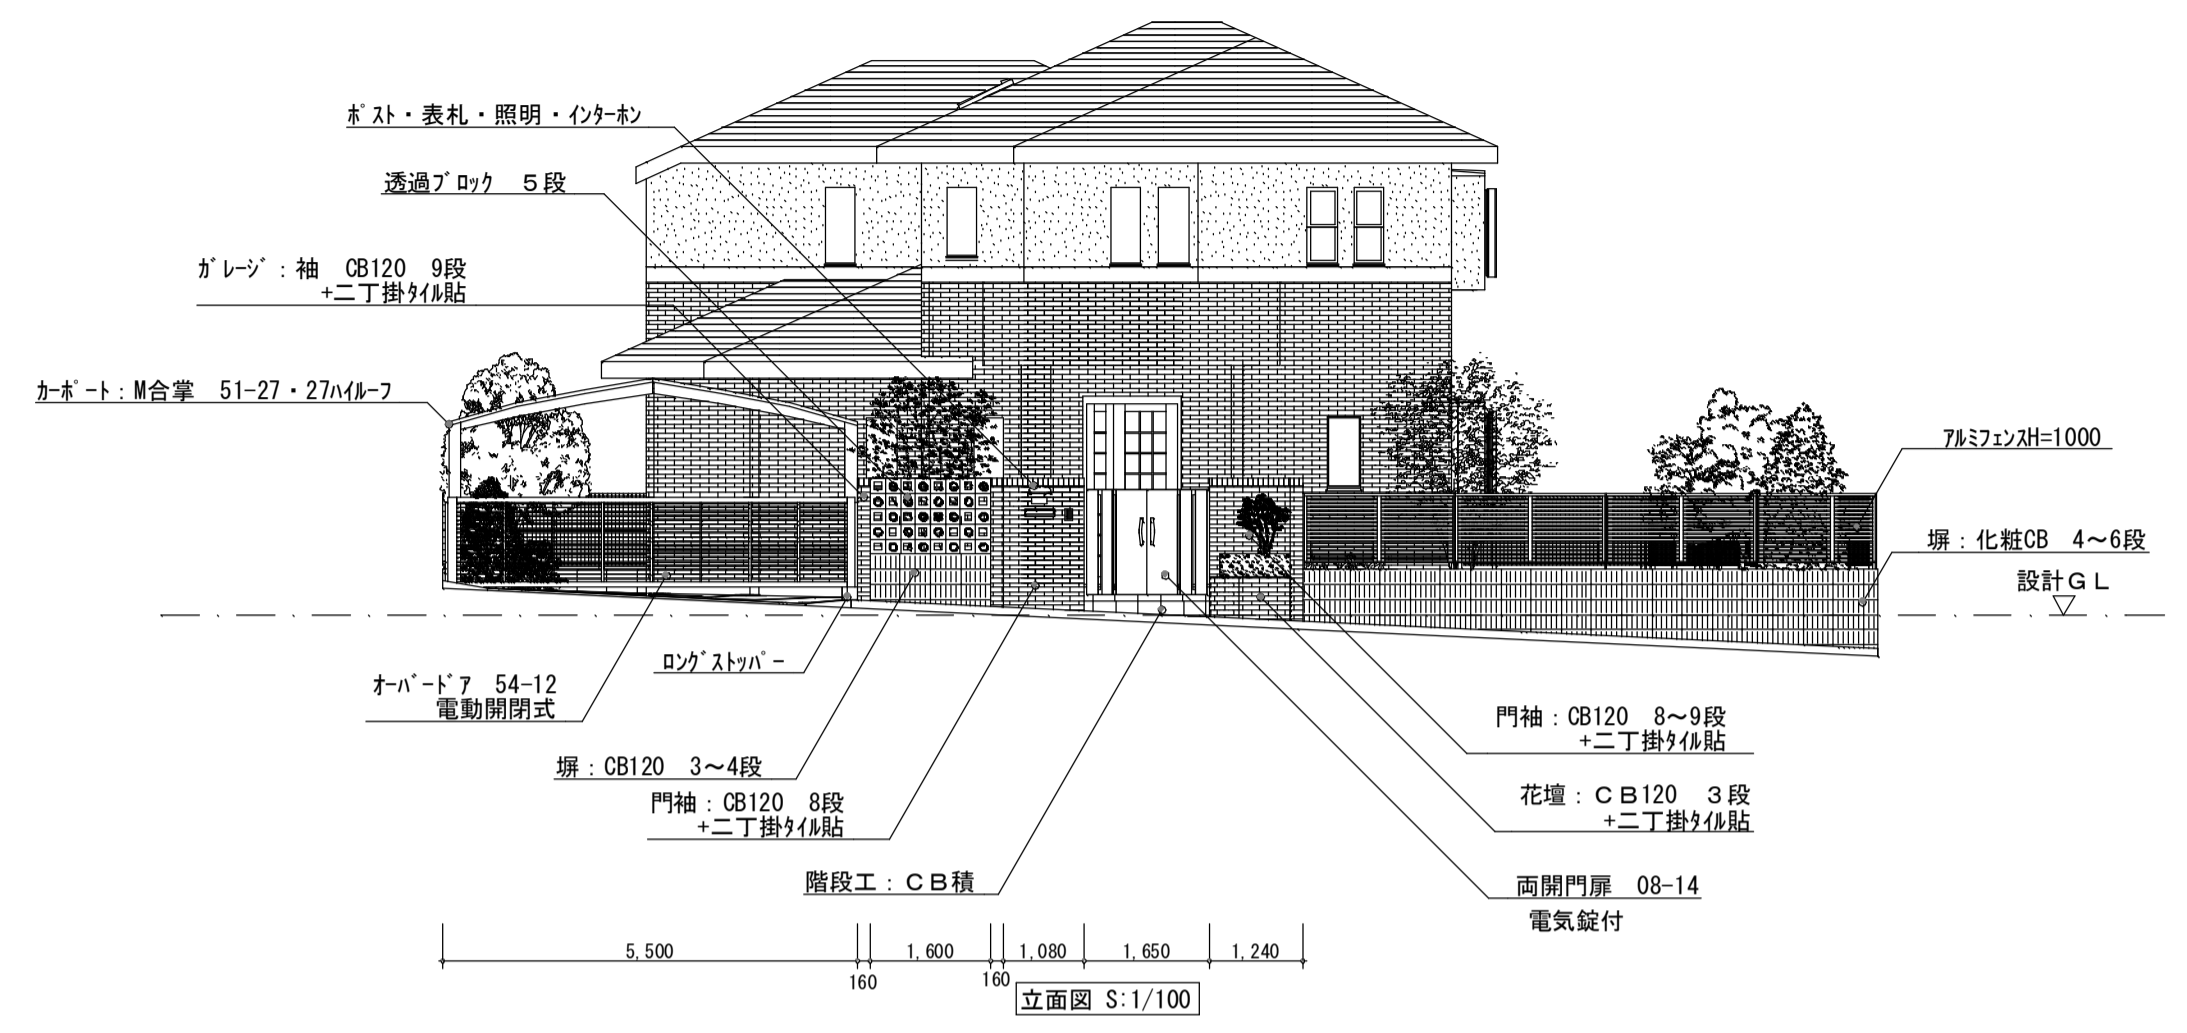 ﾎﾟｽﾄ・表札・照明・ｲﾝﾀｰﾎﾝ
透過ﾌﾞﾛｯｸ　５段
ｶﾞﾚｰｼﾞ：袖　CB120　9段
+二丁掛ﾀｲﾙ貼
ｶｰﾎﾟｰﾄ：M合掌　51-27・27ﾊｲﾙｰﾌ
ｱﾙﾐﾌｪﾝｽH=1000
塀：化粧CB　4～6段
設計ＧＬ
ﾛﾝｸﾞｽﾄｯﾊﾟｰ
ｵｰﾊﾞｰﾄﾞｱ　54-12
電動開閉式
門袖：CB120　8～9段
+二丁掛ﾀｲﾙ貼
塀：CB120　3～4段
門袖：CB120　8段
+二丁掛ﾀｲﾙ貼
花壇：ＣＢ120　３段
+二丁掛ﾀｲﾙ貼
階段工：ＣＢ積
両開門扉　08-14
電気錠付
5,500
160
1,600
160
1,080
1,650
1,240
立面図 S:1/100